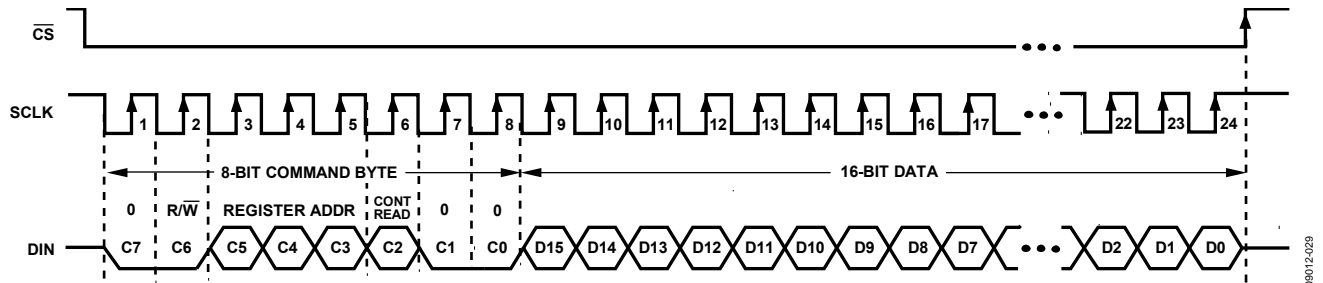 CS
SCLK
1 2 3 4 5 6 7 8 9 10 11 12 13 14 15 16 17 22 23 24
8-BIT COMMAND BYTE 16-BIT DATA
0 R/W REGISTER ADDR CONT READ 0 0
DIN C7 C6 C5 C4 C3 C2 C1 C0 D15 D14 D13 D12 D11 D10 D9 D8 D7 D2 D1 D0
09012-029